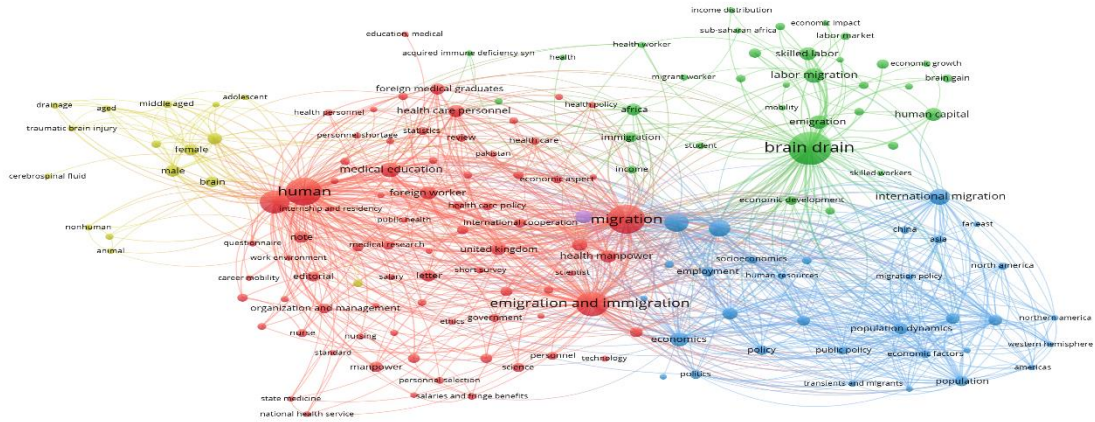 income distribution
economic impact
sub-saharan africa
labor market
education, medical
health worker
skilled labor
acquired immune deficiency syn
health
economic growth
migrant worker
labor migration
brain gain
foreign medical graduates
adolescent
middle aged
drainage
aged
health policy
mobility
africa
health personnel
health care personnel
human capital
emigration
traumatic brain injury
personnel shortage
statistics
review
health care
immigration
female
pakistan
student
brain drain
male
medical education
income
skilled workers
cerebrospinal fluid
brain
economic aspect
human
foreign worker
economic development
international migration
internship and residency
health care policy
nonhuman
public health
international cooperation
migration
far east
note
china
questionnaire
asia
animal
work environment
medical research
united kingdom
health manpower
socioeconomics
north america
career mobility
editorial
salary
letter
short survey
scientist
employment
human resources
migration policy
organization and management
emigration and immigration
ethics
government
northern america
nurse
nursing
economics
population dynamics
western hemisphere
standard
personnel
technology
policy
public policy
economic factors
manpower
science
americas
personnel selection
politics
transients and migrants
population
state medicine
salaries and fringe benefits
national health service